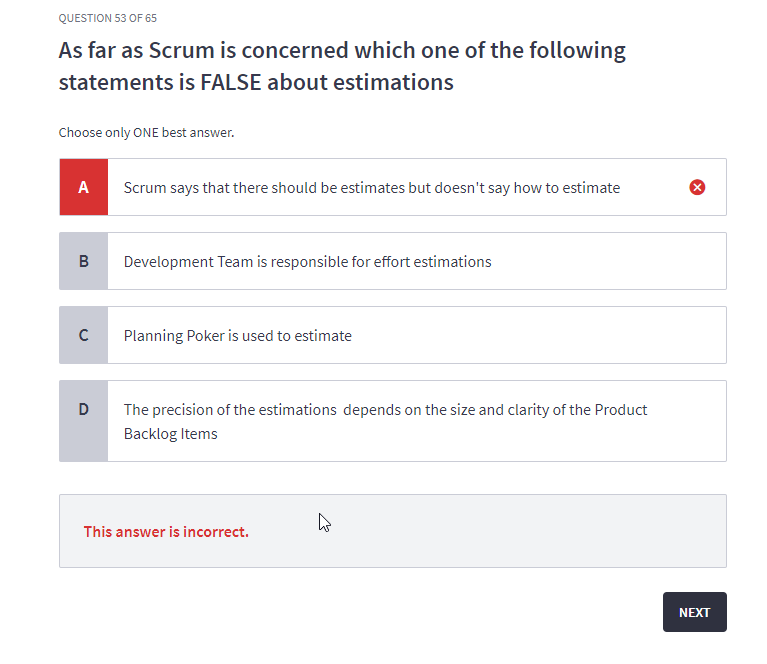 QUESTION 53 OF 65
As far as Scrum is concerned which one of the following
statements is FALSE about estimations
Choose only ONE best answer.
A
Scrum says that there should be estimates but doesn't say how to estimate
B
Development Team is responsible for effort estimations
C
Planning Poker is used to estimate
D
The precision of the estimations depends on the size and clarity of the Product
Backlog Items
This answer is incorrect.
NEXT